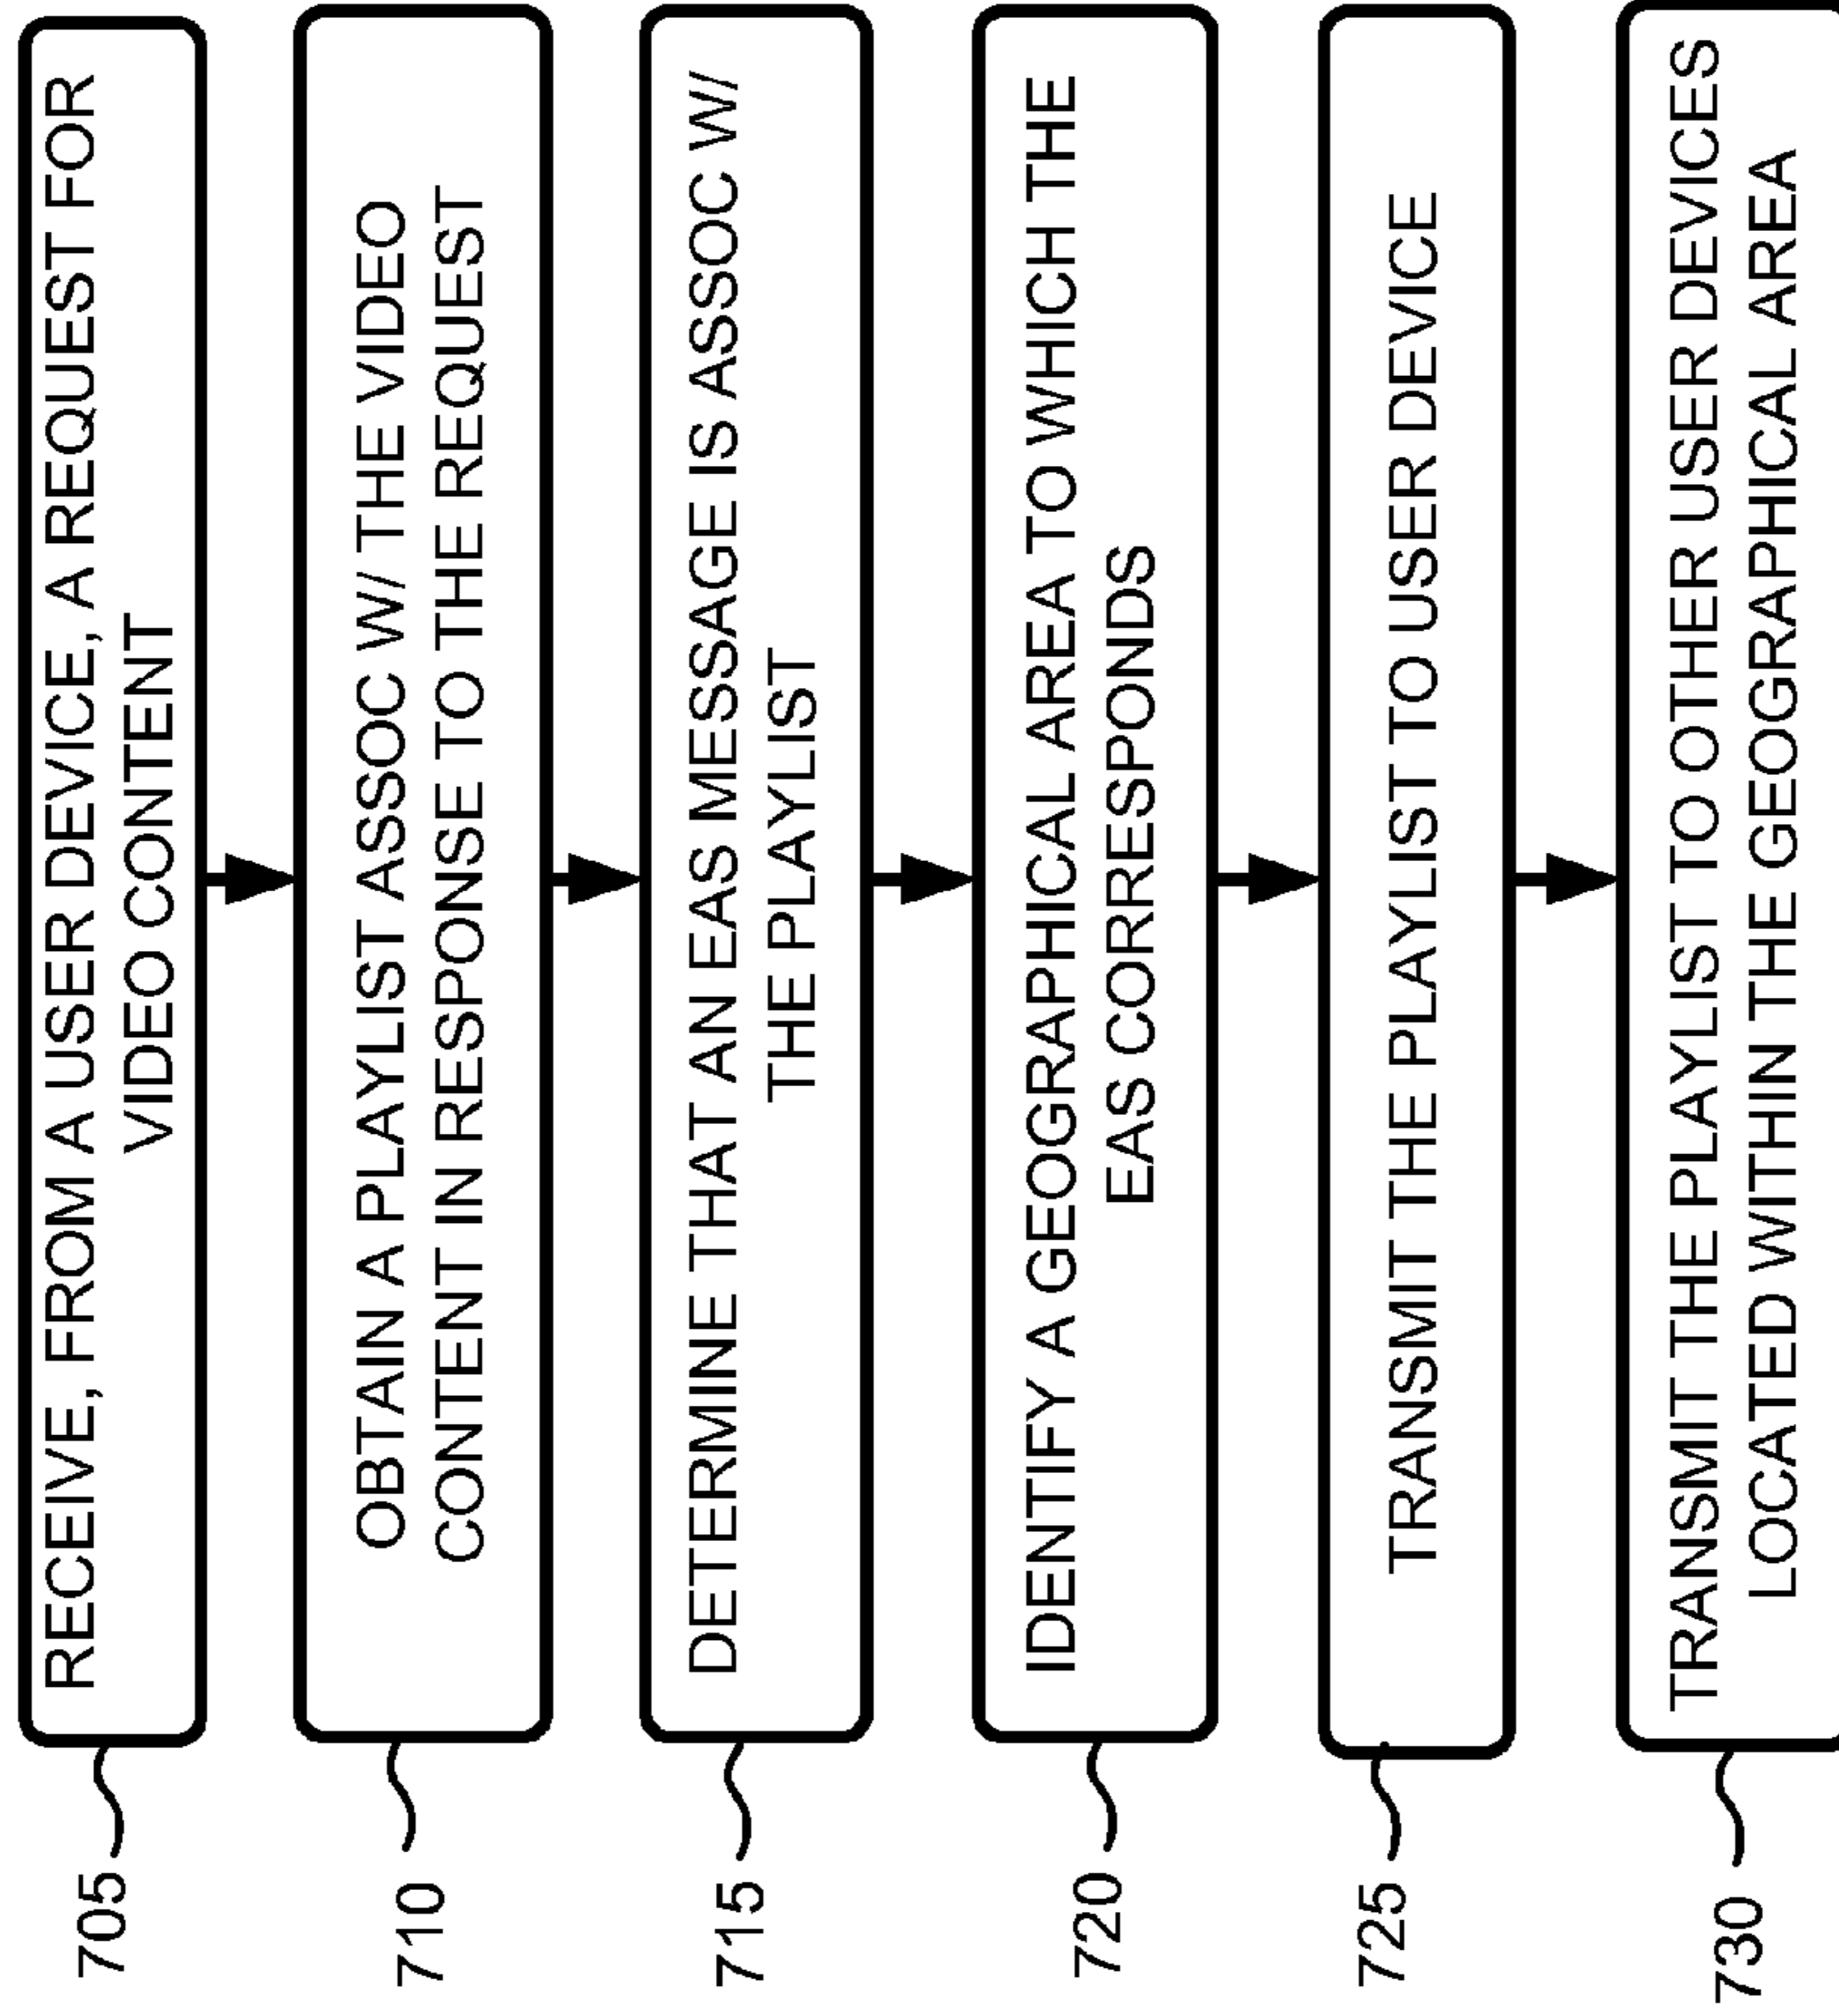 705
RECEIVE, FROM A USER DEVICE, A REQUEST FOR
VIDEO CONTENT
710
OBTAIN A PLAYLIST ASSOC W/ THE VIDEO
CONTENT IN RESPONSE TO THE REQUEST
715
DETERMINE THAT AN EAS MESSAGE IS ASSOC W/
THE PLAYLIST
720
IDENTIFY A GEOGRAPHICAL AREA TO WHICH THE
EAS CORRESPONDS
725
TRANSMIT THE PLAYLIST TO USER DEVICE
730
TRANSMIT THE PLAYLIST TO OTHER USER DEVICES
LOCATED WITHIN THE GEOGRAPHICAL AREA